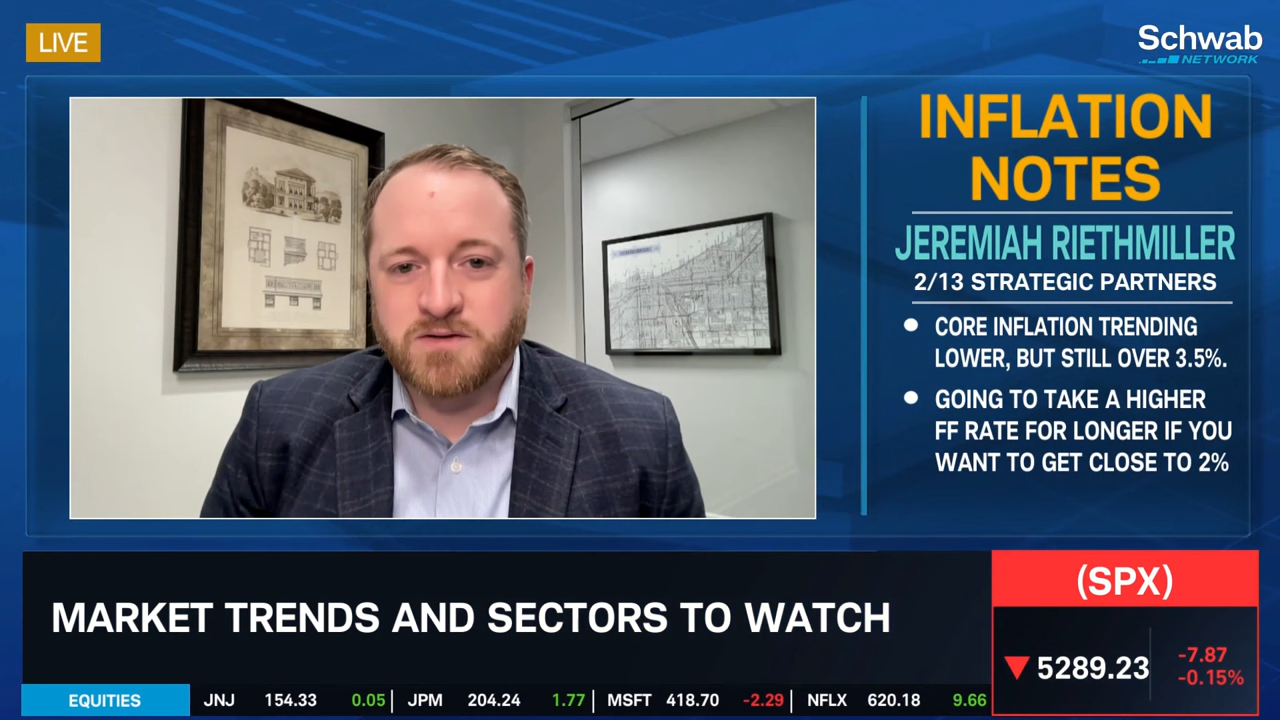 LIVE
Schwab
NETWORK
INFLATION
NOTES
JEREMIAH RIETHMILLER
2/13 STRATEGIC PARTNERS
CORE INFLATION TRENDING
LOWER, BUT STILL OVER 3.5%.
GOING TO TAKE A HIGHER
FF RATE FOR LONGER IF YOU
WANT TO GET CLOSE TO 2%
MARKET TRENDS AND SECTORS TO WATCH
(SPX)
▼ 5289.23
-7.87
-0.15%
EQUITIES JNJ 154.33 0.05 JPM 204.24 1.77 MSFT 418.70 -2.29 NFLX 620.18 9.66